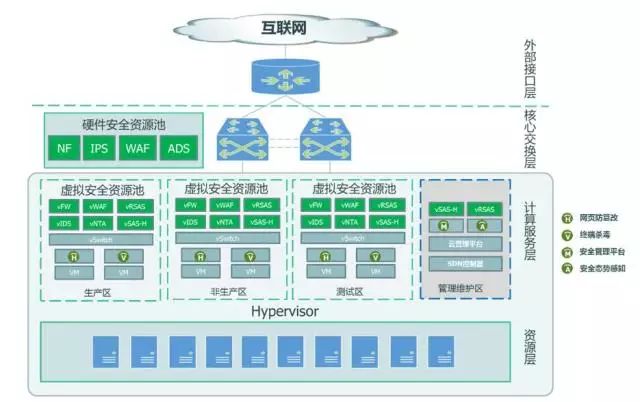 互联网
外部接口层
核心交换层
硬件安全资源池
NF IPS WAF ADS
虚拟安全资源池 虚拟安全资源池 虚拟安全资源池
vFW vWAF vRSAS vFW vWAF vRSAS vFW vWAF vRSAS vSAS-H vRSAS
vIDS vNTA vSAS-H vIDS vNTA vSAS-H vIDS vNTA vSAS-H
vSwitch vSwitch vSwitch
H V H V H V M A
云管理平台
VM VM VM VM VM VM SDN控制器
生产区 非生产区 测试区 管理维护区
计算服务层
H 网页防篡改
V 终端杀毒
M 安全管理平台
A 安全态势感知
Hypervisor
资源层